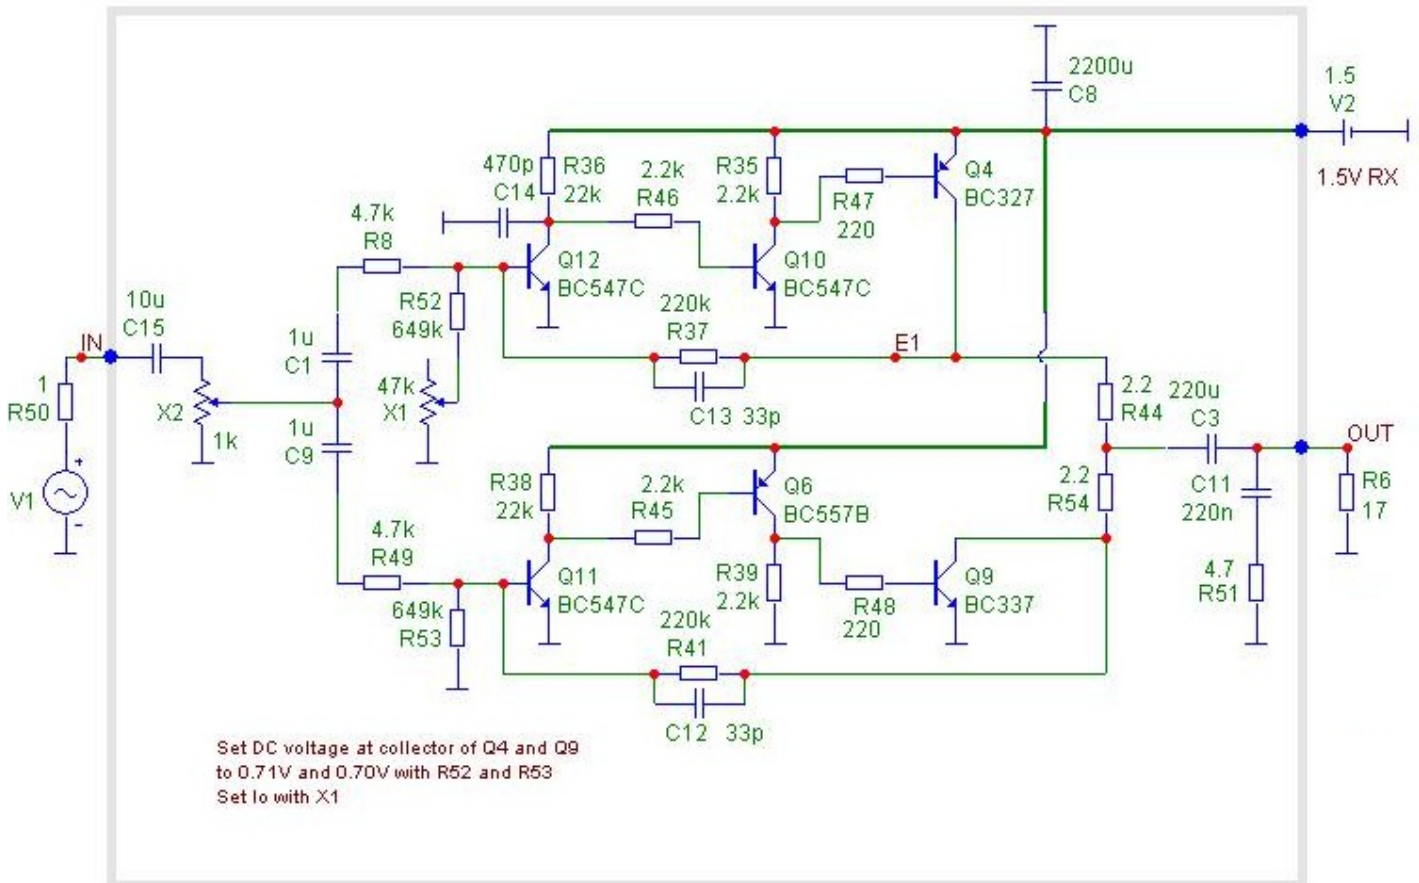 2200u
C8
1.5
V2
1.5V RX
470p
C14
R36
22k
2.2k
R46
R35
2.2k
R47
220
Q4
BC327
4.7k
R8
Q12
BC547C
Q10
BC547C
10u
C15
IN
1
R50
V1
+
-
X2
1k
1u
C1
1u
C9
R52
649k
47k
X1
220k
R37
C13 33p
E1
2.2
R44
220u
C3
OUT
R38
22k
2.2k
R45
Q6
BC557B
2.2
R54
C11
220n
R6
17
4.7k
R49
649k
R53
Q11
BC547C
R39
2.2k
R48
220
Q9
BC337
4.7
R51
220k
R41
C12 33p
Set DC voltage at collector of Q4 and Q9
to 0.71V and 0.70V with R52 and R53
Set Io with X1